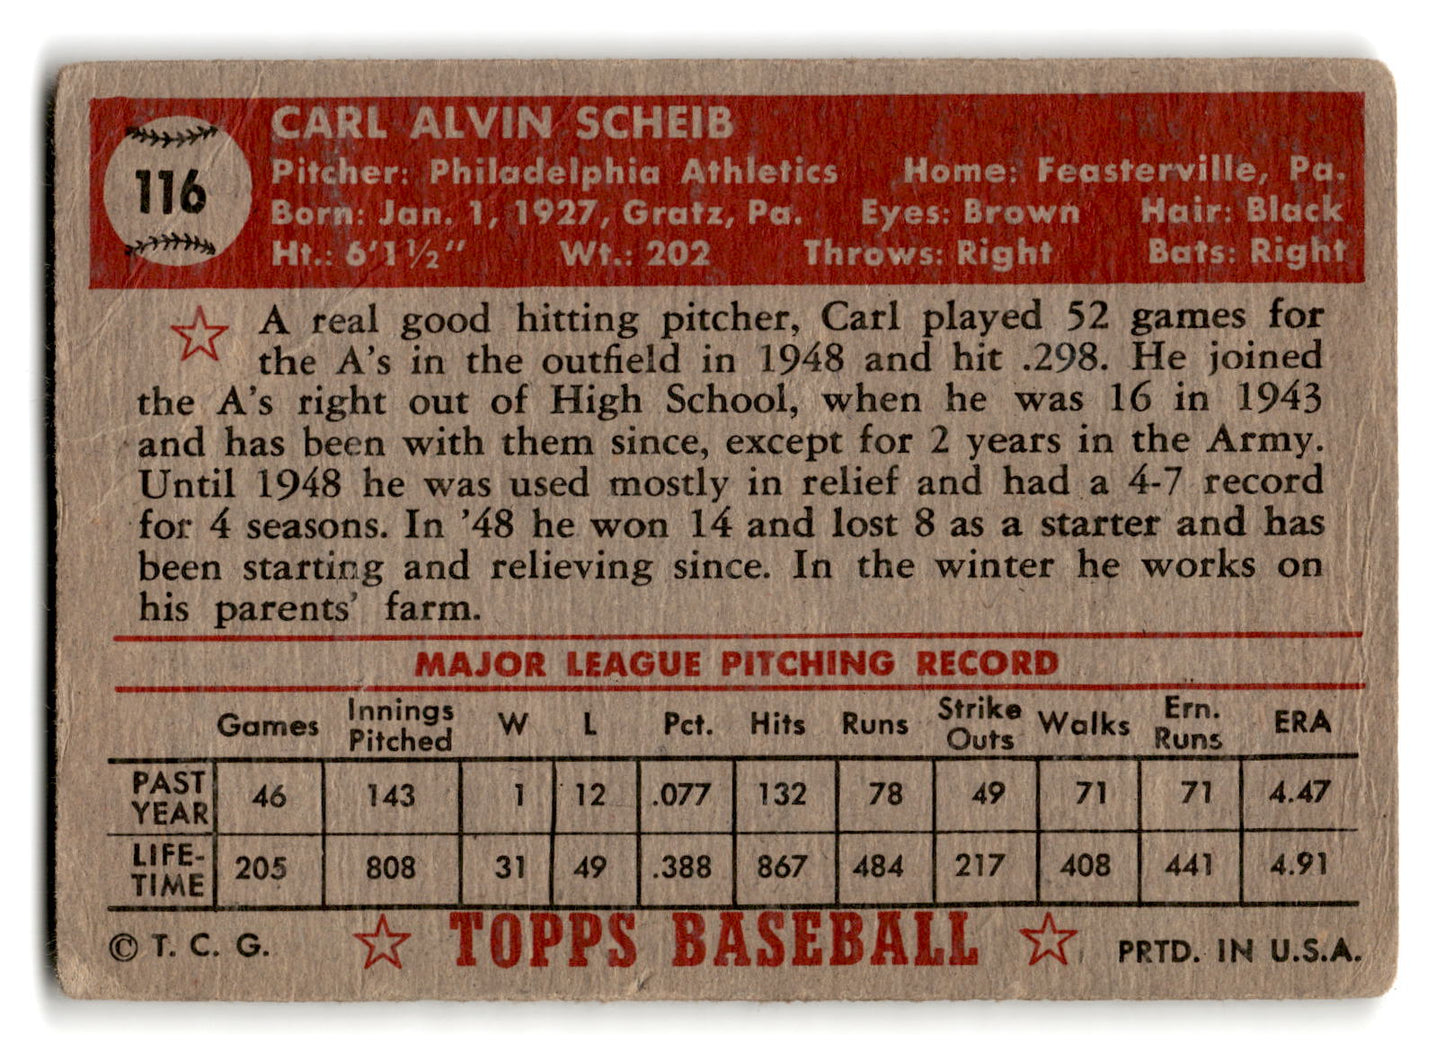 116
CARL ALVIN SCHEIB
Pitcher: Philadelphia Athletics Home: Feasterville, Pa.
Born: Jan. 1, 1927, Gratz, Pa. Eyes: Brown Hair: Black
Ht.: 6'1½" Wt.: 202 Throws: Right Bats: Right
A real good hitting pitcher, Carl played 52 games for
the A's in the outfield in 1948 and hit .298. He joined
the A's right out of High School, when he was 16 in 1943
and has been with them since, except for 2 years in the Army.
Until 1948 he was used mostly in relief and had a 4-7 record
for 4 seasons. In '48 he won 14 and lost 8 as a starter and has
been starting and relieving since. In the winter he works on
his parents' farm.
MAJOR LEAGUE PITCHING RECORD
Games Innings Pitched W L Pct. Hits Runs Strike Outs Walks Ern. Runs ERA
PAST YEAR 46 143 1 12 .077 132 78 49 71 71 4.47
LIFE-TIME 205 808 31 49 .388 867 484 217 408 441 4.91
© T. C. G. TOPPS BASEBALL PRTD. IN U.S.A.